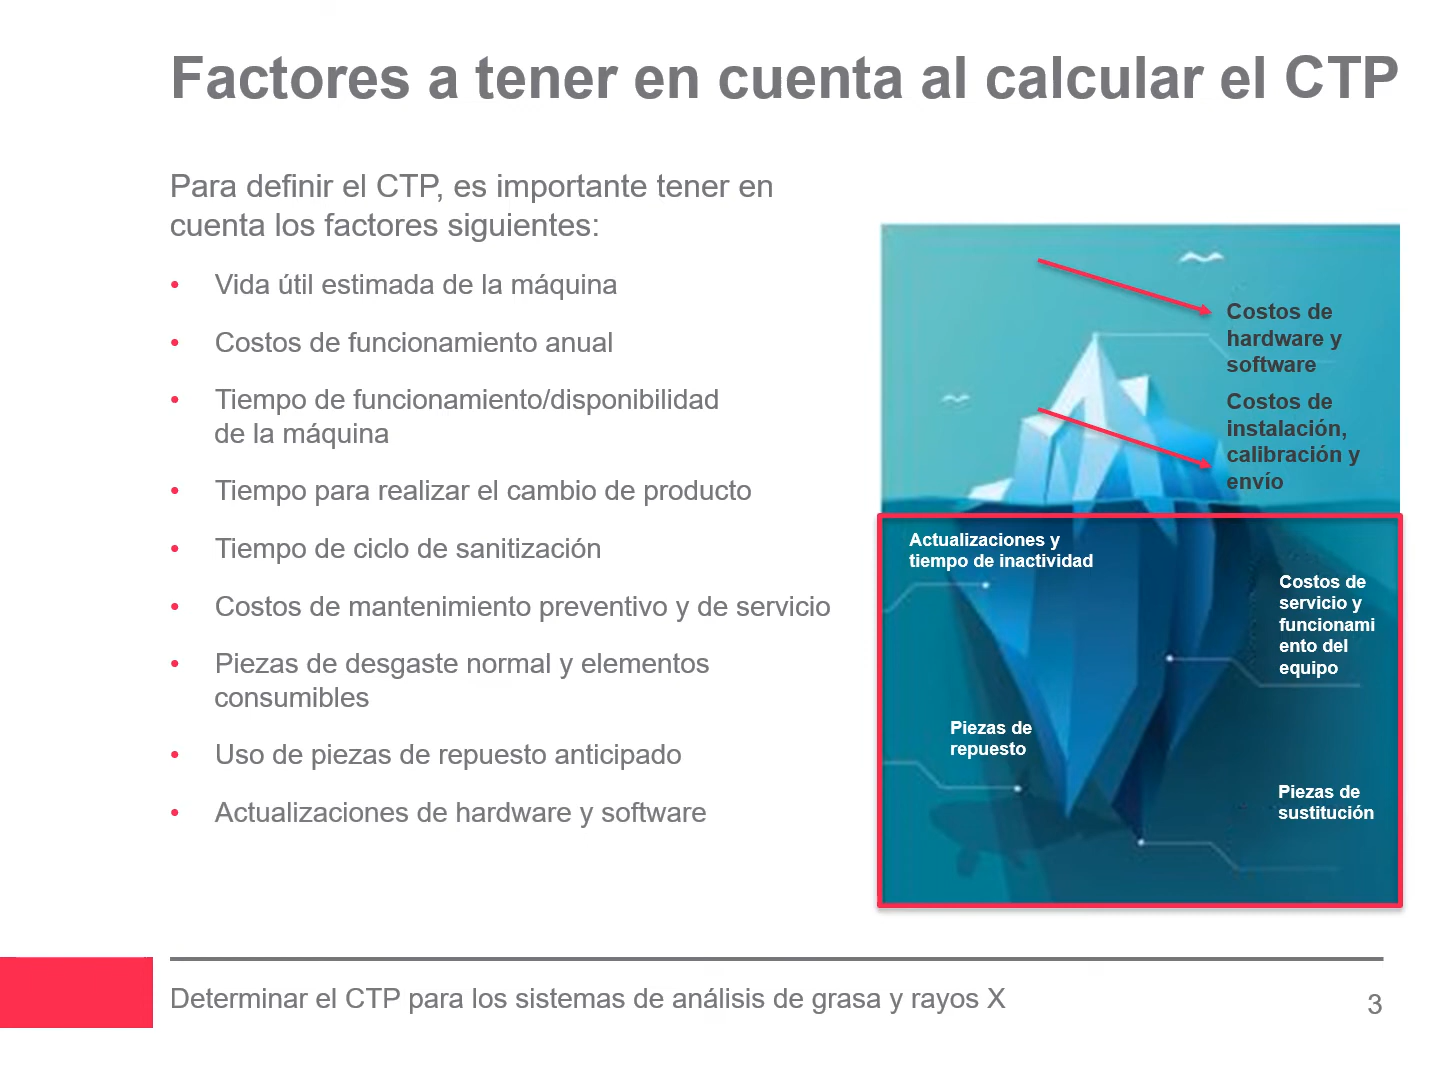 Factores a tener en cuenta al calcular el CTP
Para definir el CTP, es importante tener en
cuenta los factores siguientes:
• Vida útil estimada de la máquina
• Costos de funcionamiento anual
• Tiempo de funcionamiento/disponibilidad
de la máquina
• Tiempo para realizar el cambio de producto
• Tiempo de ciclo de sanitización
• Costos de mantenimiento preventivo y de servicio
• Piezas de desgaste normal y elementos
consumibles
• Uso de piezas de repuesto anticipado
• Actualizaciones de hardware y software
Costos de
hardware y
software
Costos de
instalación,
calibración y
envío
Actualizaciones y
tiempo de inactividad
Costos de
servicio y
funcionami
ento del
equipo
Piezas de
repuesto
Piezas de
sustitución
Determinar el CTP para los sistemas de análisis de grasa y rayos X
3